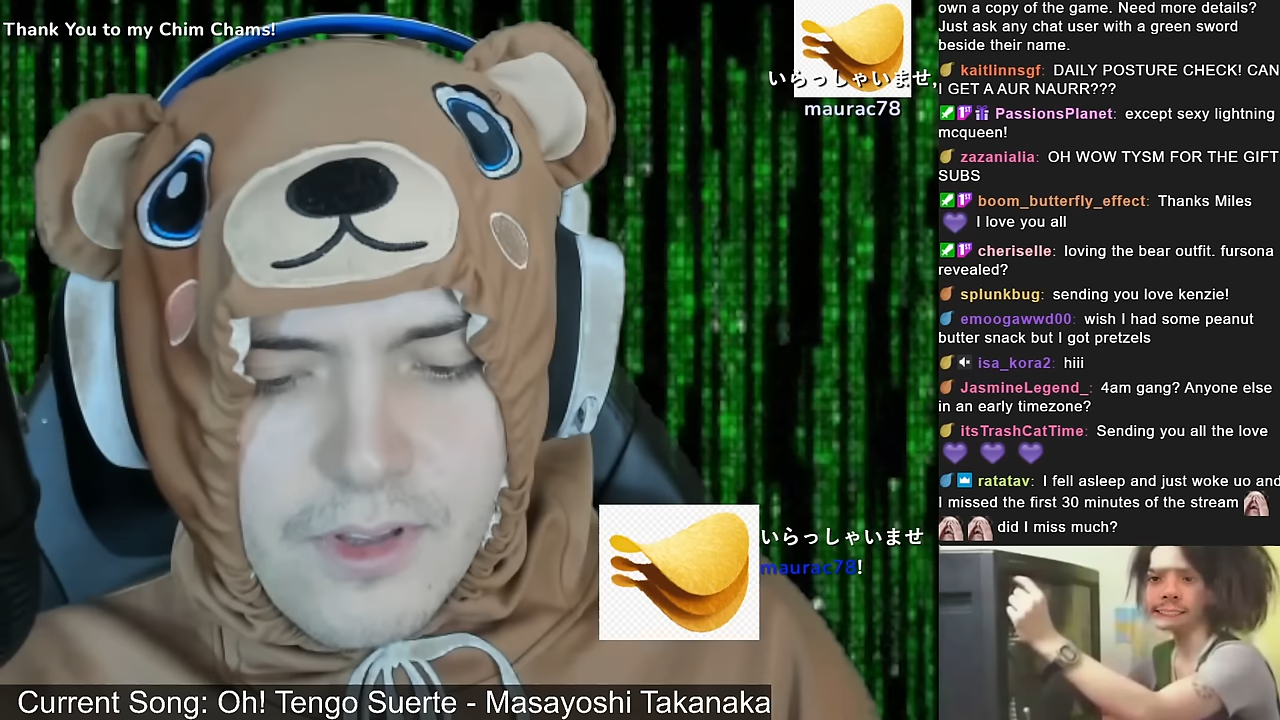 Thank You to my Chim Chams!
いらっしゃいませ,
maurac78
own a copy of the game. Need more details?
Just ask any chat user with a green sword
beside their name.
kaitlinnsgf: DAILY POSTURE CHECK! CAN
I GET A AUR NAURR???
PassionsPlanet: except sexy lightning
mcqueen!
zazanialia: OH WOW TYSM FOR THE GIFT
SUBS
boom_butterfly_effect: Thanks Miles
I love you all
cheriselle: loving the bear outfit. fursona
revealed?
splunkbug: sending you love kenzie!
emoogawwd00: wish I had some peanut
butter snack but I got pretzels
isa_kora2: hiii
JasmineLegend_: 4am gang? Anyone else
in an early timezone?
itsTrashCatTime: Sending you all the love
ratatav: I fell asleep and just woke uo and
I missed the first 30 minutes of the stream
did I miss much?
いらっしゃいませ
maurac78!
Current Song: Oh! Tengo Suerte - Masayoshi Takanaka